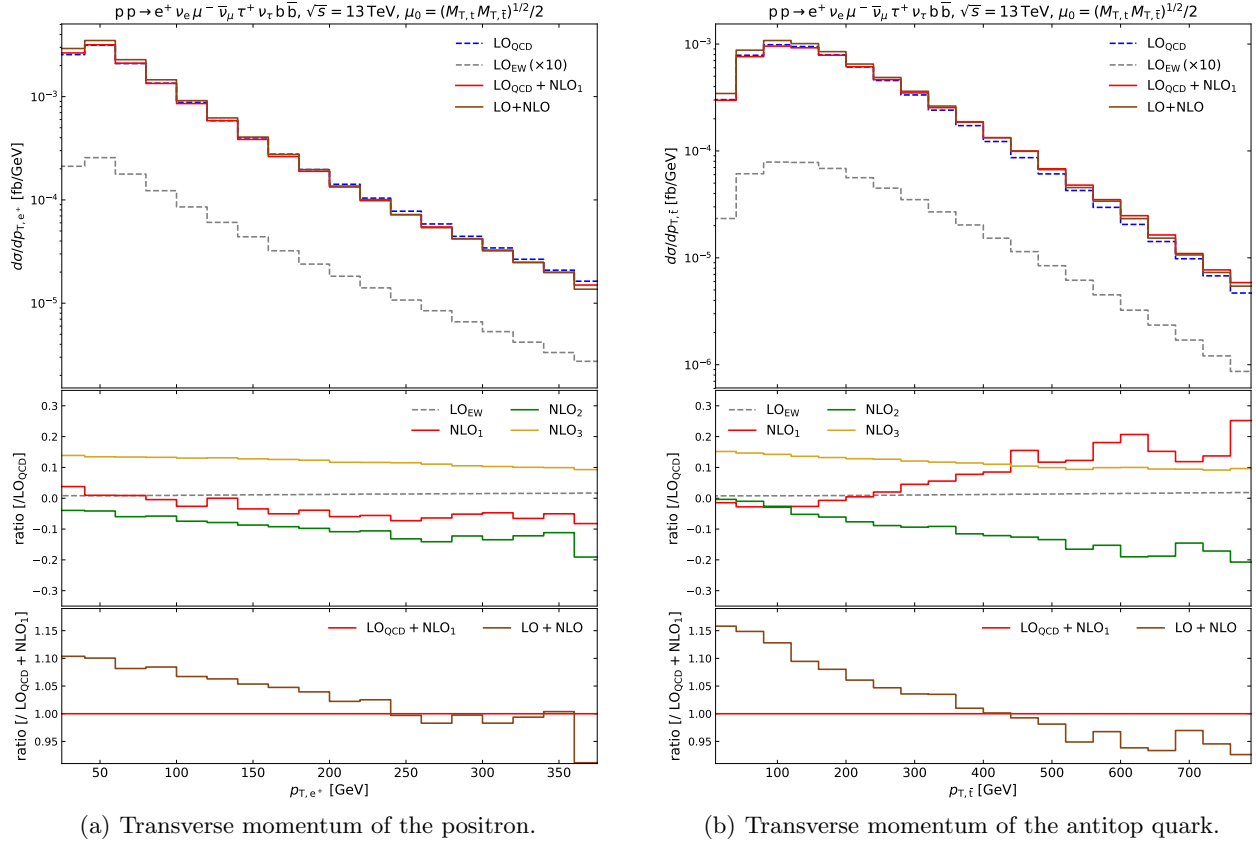 p p → e⁺ νₑ μ⁻ ν̄_μ τ⁺ ν_τ b b̄, √s = 13 TeV, μ₀ = (M_T,t M_T,t̄)^1/2/2
dσ/dp_T,e⁺ [fb/GeV]
10⁻³
10⁻⁴
10⁻⁵
LO_QCD
LO_EW (×10)
LO_QCD + NLO₁
LO+NLO
ratio [/LO_QCD]
0.3
0.2
0.1
0.0
−0.1
−0.2
−0.3
LO_EW
NLO₁
NLO₂
NLO₃
ratio [/ LO_QCD + NLO₁]
1.15
1.10
1.05
1.00
0.95
LO_QCD + NLO₁
LO + NLO
50 100 150 200 250 300 350
p_T,e⁺ [GeV]
(a) Transverse momentum of the positron.
p p → e⁺ νₑ μ⁻ ν̄_μ τ⁺ ν_τ b b̄, √s = 13 TeV, μ₀ = (M_T,t M_T,t̄)^1/2/2
dσ/dp_T,t̄ [fb/GeV]
10⁻³
10⁻⁴
10⁻⁵
10⁻⁶
LO_QCD
LO_EW (×10)
LO_QCD + NLO₁
LO+NLO
ratio [/LO_QCD]
0.3
0.2
0.1
0.0
−0.1
−0.2
−0.3
LO_EW
NLO₁
NLO₂
NLO₃
ratio [/ LO_QCD + NLO₁]
1.15
1.10
1.05
1.00
0.95
LO_QCD + NLO₁
LO + NLO
100 200 300 400 500 600 700
p_T,t̄ [GeV]
(b) Transverse momentum of the antitop quark.